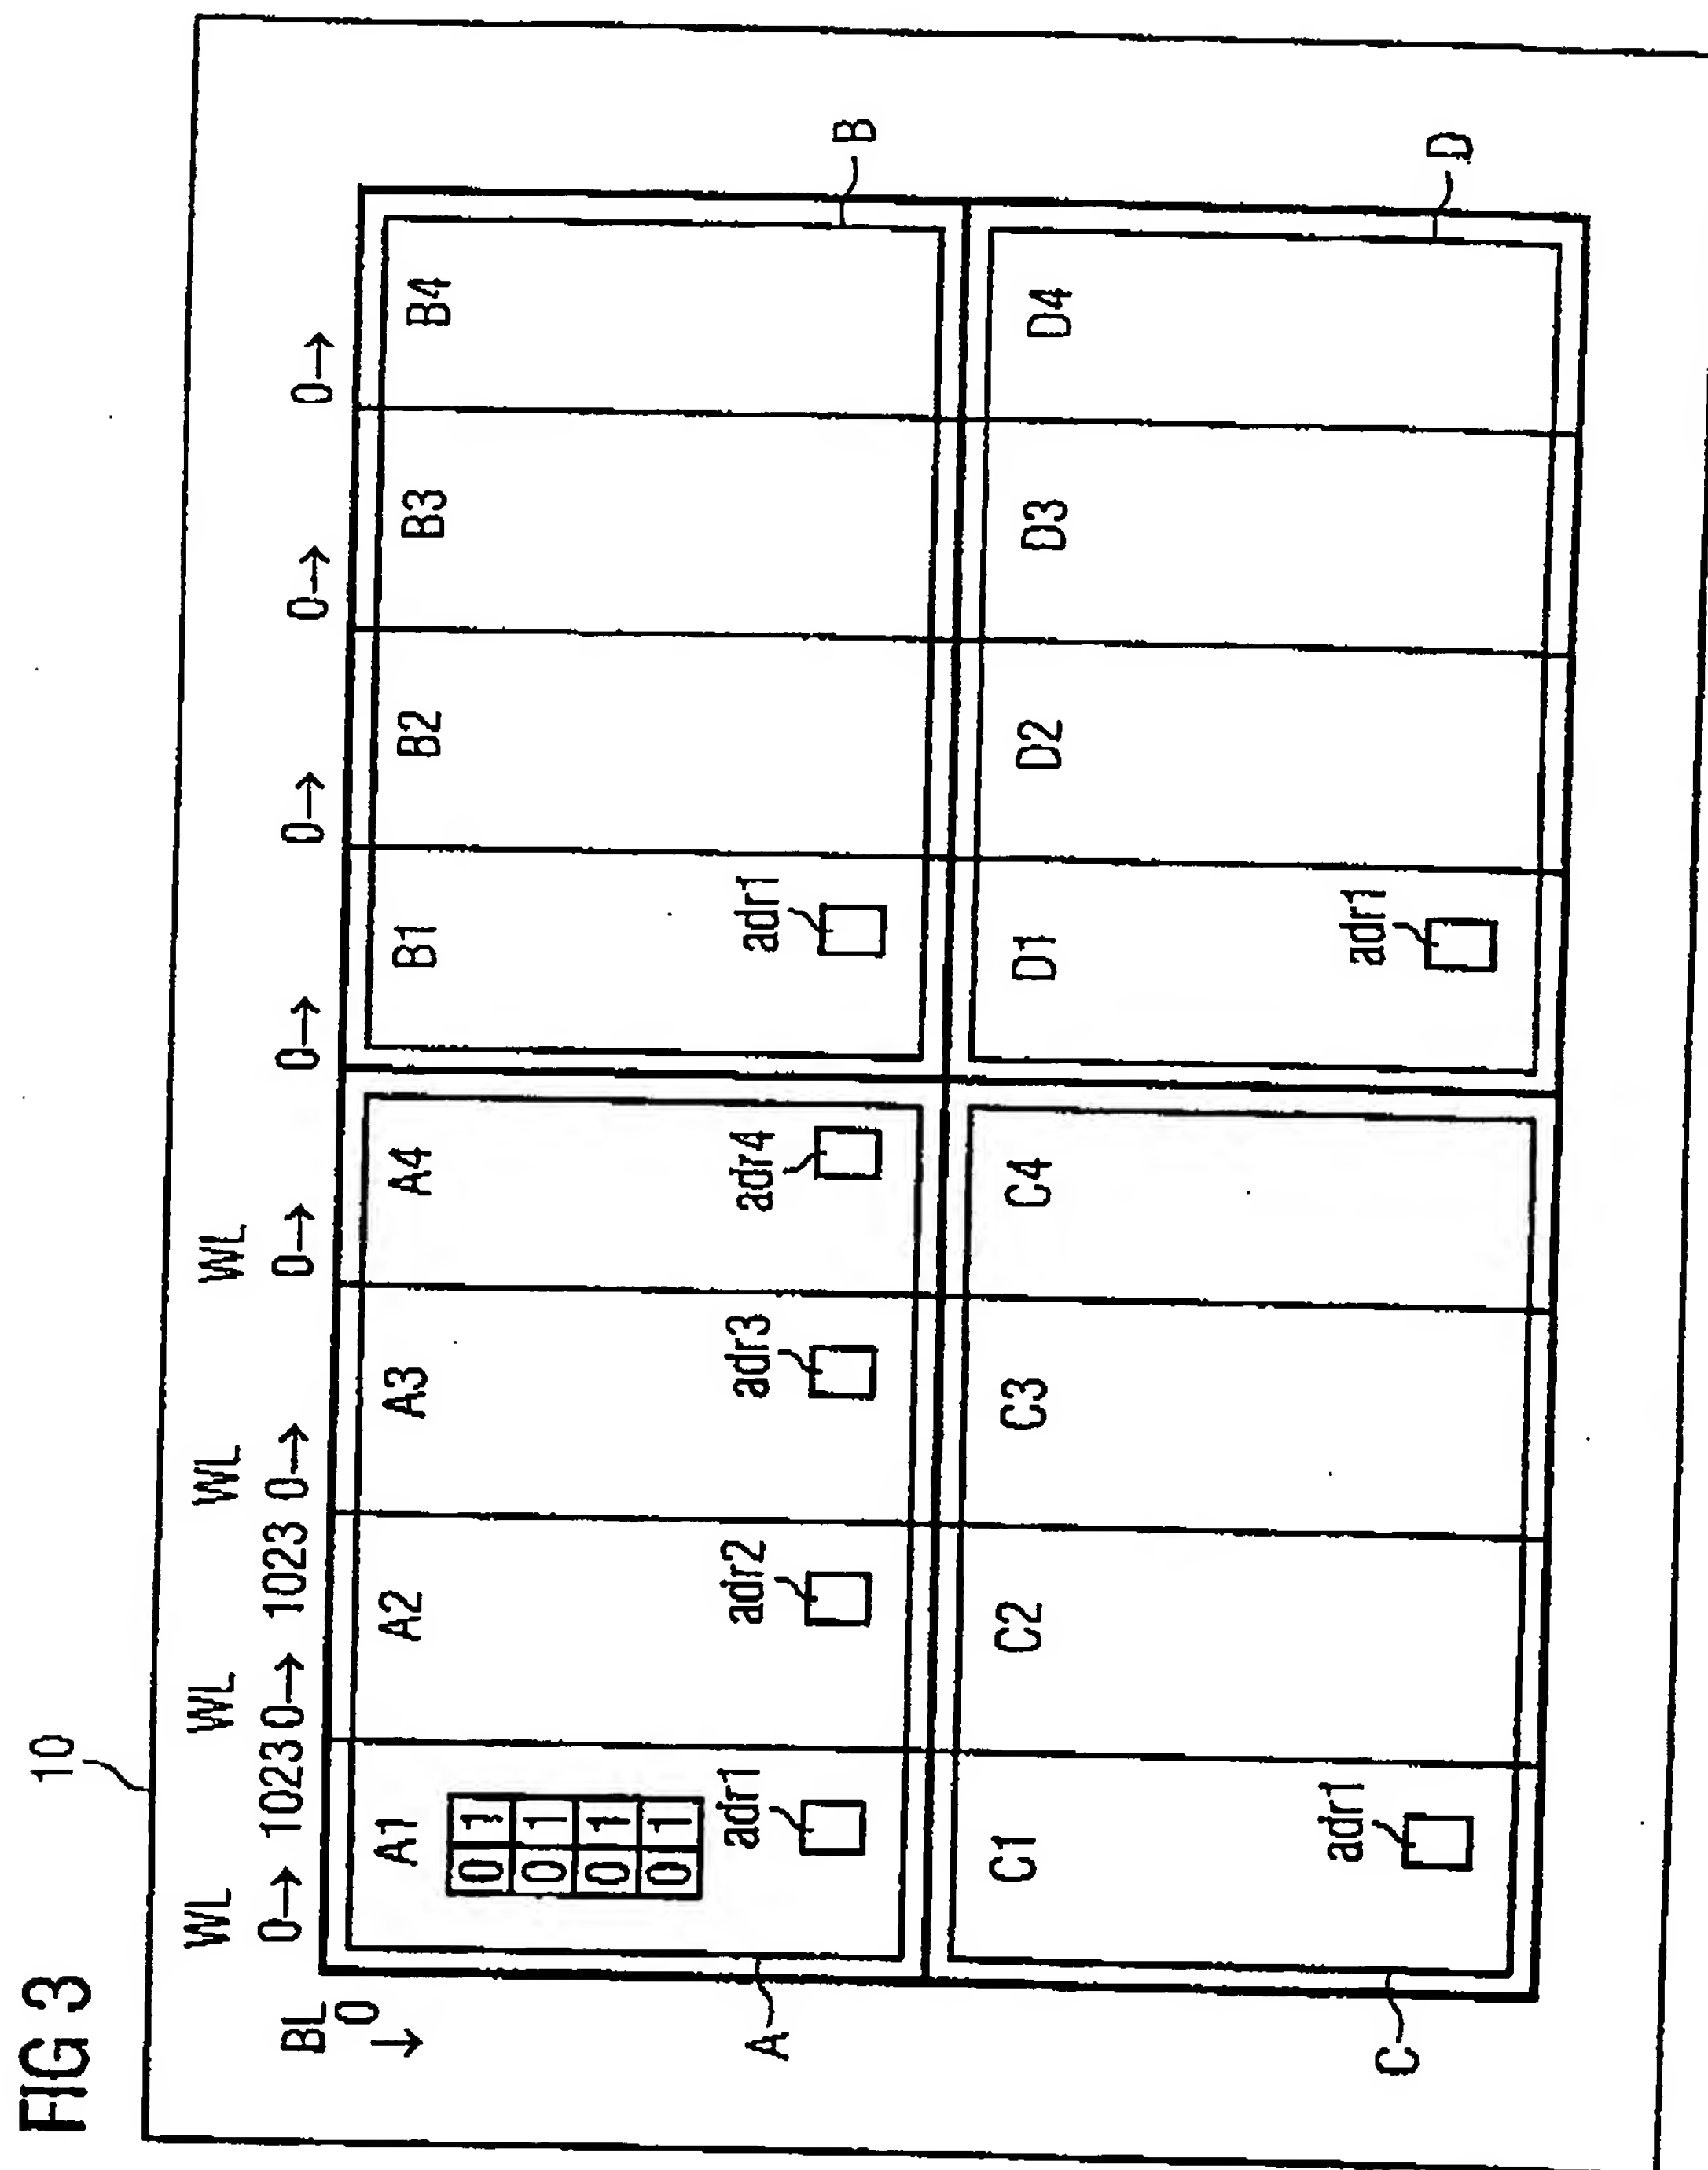 FIG 3
10
WL WL WL WL
BL 0→ 1023 0→ 1023 0→ 0→ 0→ 0→ 0→ 0→
0
↓
A1 A2 A3 A4 B1 B2 B3 B4
0 1
0 1
0 1
0 1
adr1 adr2 adr3 adr4 adr1
A B
C1 C2 C3 C4 D1 D2 D3 D4
adr1 adr1
C D